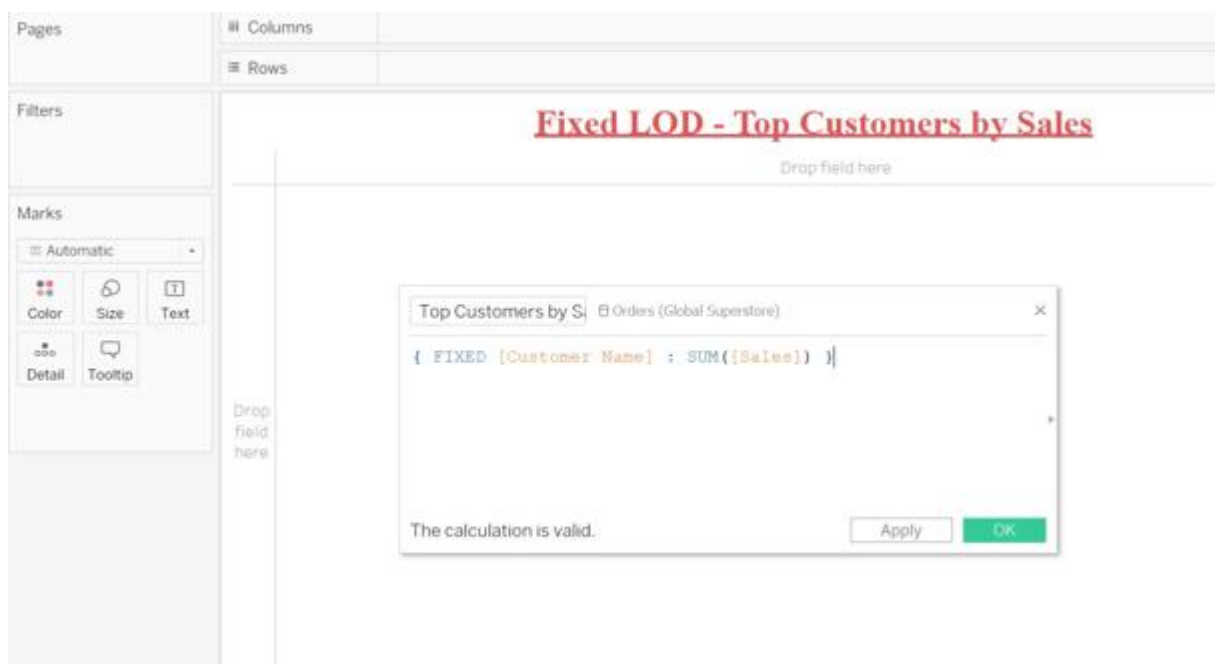 Pages
Columns
Rows
Filters
Fixed LOD - Top Customers by Sales
Drop field here
Marks
Automatic
Color Size Text
Detail Tooltip
Top Customers by S. Orders (Global Superstore)
{ FIXED [Customer Name] : SUM([Sales]) }
Drop
field
here
The calculation is valid. Apply OK